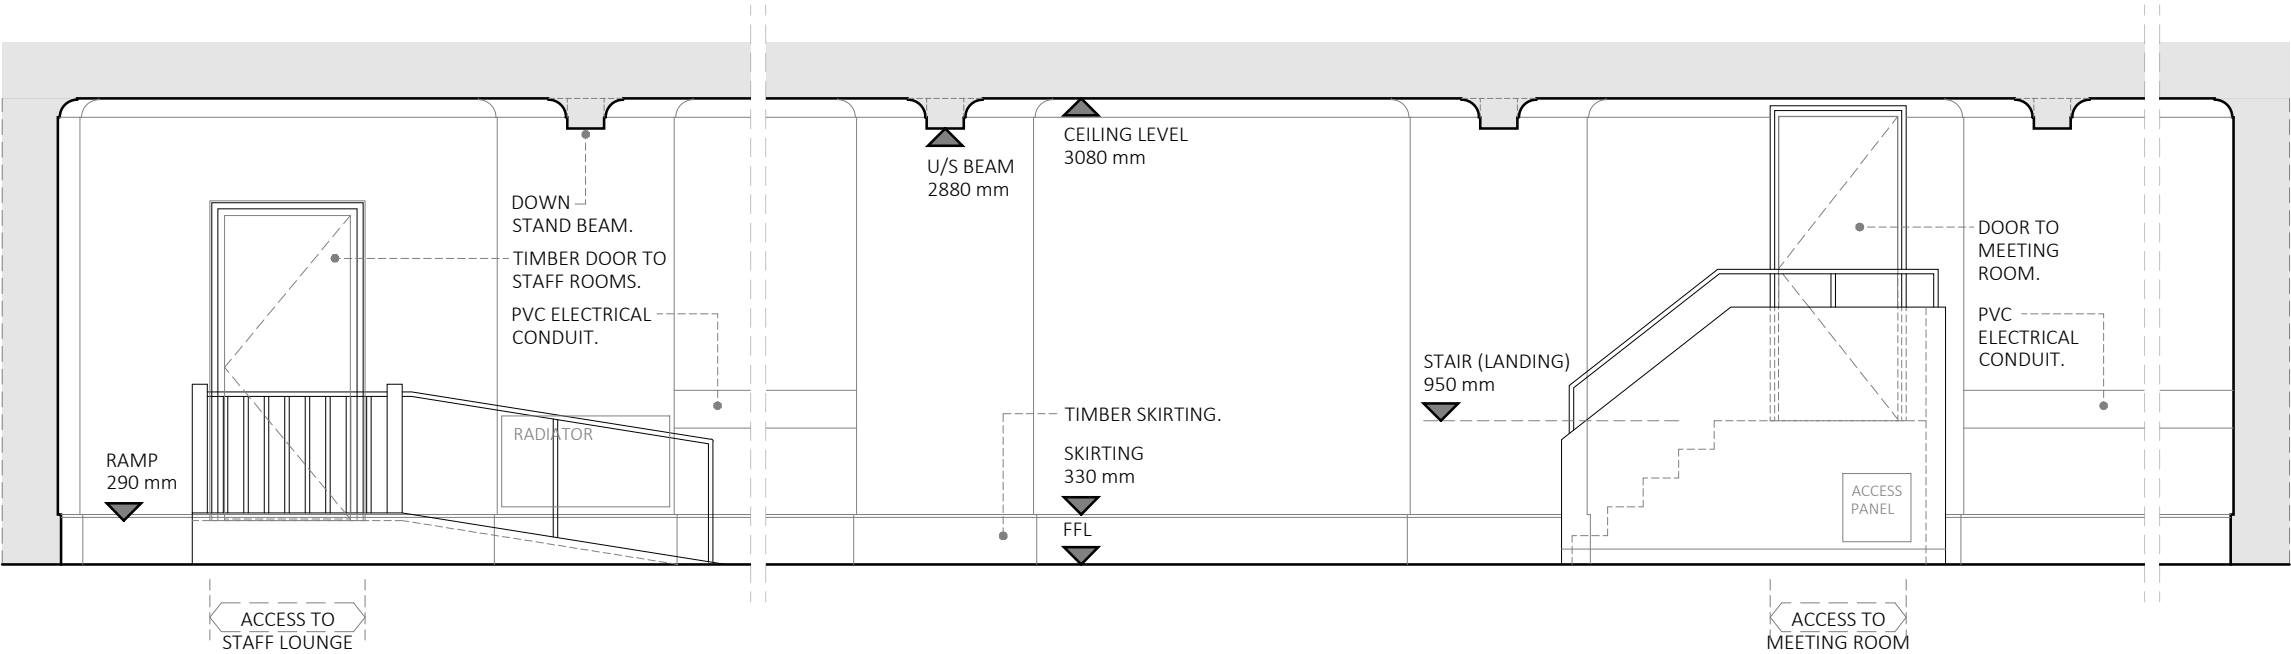 CEILING LEVEL
3080 mm
U/S BEAM
2880 mm
DOWN
STAND BEAM.
TIMBER DOOR TO
STAFF ROOMS.
PVC ELECTRICAL
CONDUIT.
DOOR TO
MEETING
ROOM.
PVC
ELECTRICAL
CONDUIT.
STAIR (LANDING)
950 mm
TIMBER SKIRTING.
RADIATOR
RAMP
290 mm
SKIRTING
330 mm
FFL
ACCESS
PANEL
ACCESS TO
STAFF LOUNGE
ACCESS TO
MEETING ROOM